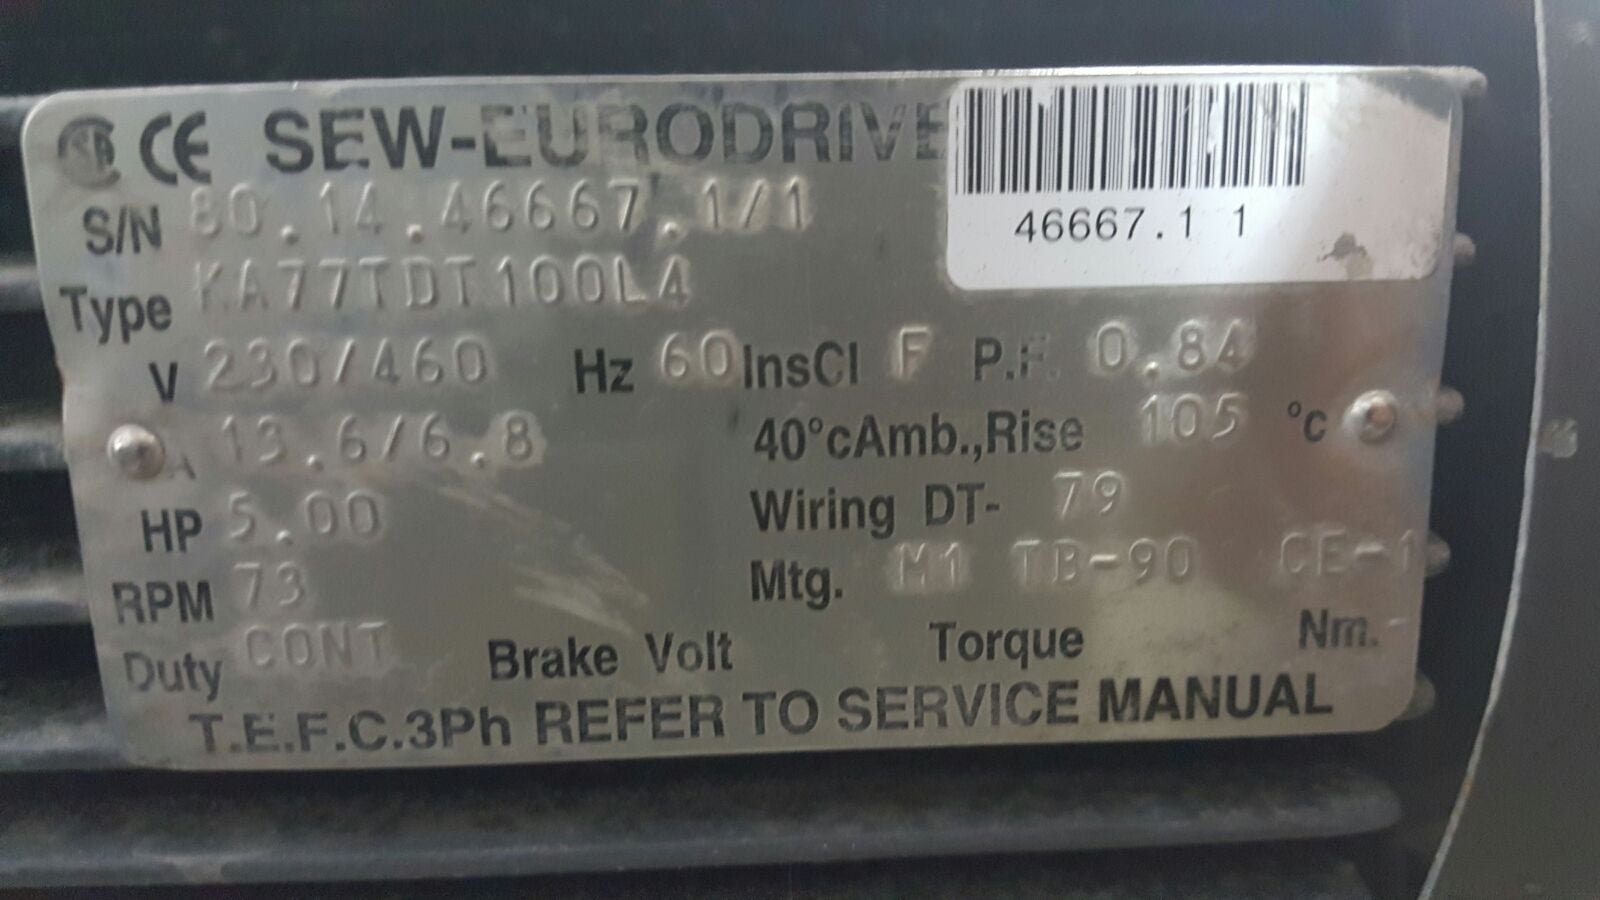 CE SEW-EURODRIVE
46667.1 1
S/N 80.14.46667.1/1
Type KA77TDT100L4
V 230/460 Hz 60 InsCl F P.F. 0.84
A 13.6/6.8 40°cAmb.,Rise 105 °c
HP 5.00 Wiring DT- 79
RPM 73 Mtg. M1 TB-90 CE-1
Duty CONT Brake Volt Torque Nm.
T.E.F.C.3Ph REFER TO SERVICE MANUAL